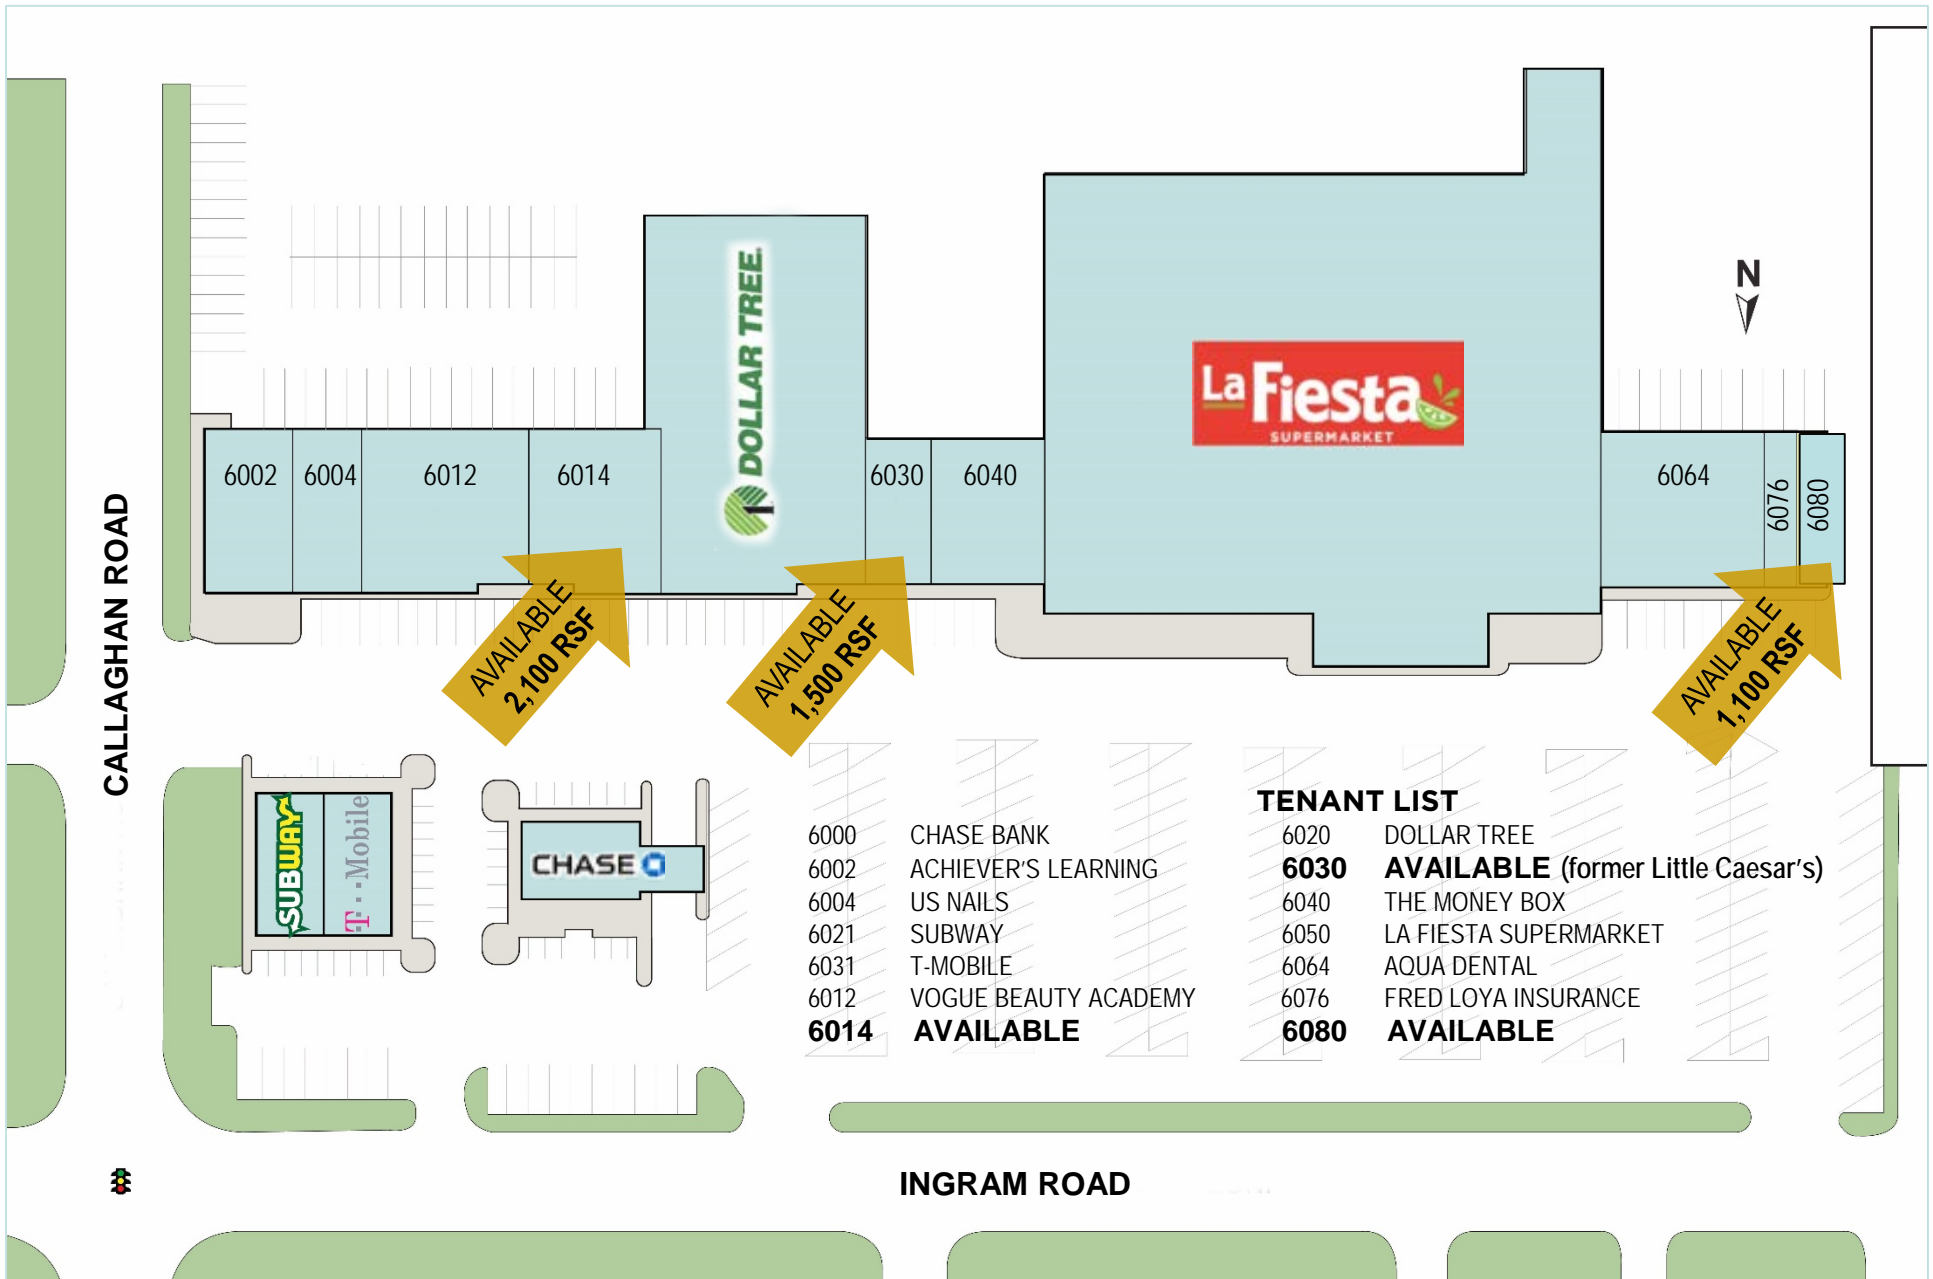 N
DOLLAR TREE.
1
La Fiesta
SUPERMARKET
6002
6004
6012
6014
6030
6040
6064
6076
6080
CALLAGHAN ROAD
AVAILABLE
2,100 RSF
AVAILABLE
1,500 RSF
AVAILABLE
1,100 RSF
SUBWAY
T··Mobile
CHASE
TENANT LIST
6000 CHASE BANK
6002 ACHIEVER'S LEARNING
6004 US NAILS
6021 SUBWAY
6031 T-MOBILE
6012 VOGUE BEAUTY ACADEMY
6014 AVAILABLE
6020 DOLLAR TREE
6030 AVAILABLE (former Little Caesar's)
6040 THE MONEY BOX
6050 LA FIESTA SUPERMARKET
6064 AQUA DENTAL
6076 FRED LOYA INSURANCE
6080 AVAILABLE
INGRAM ROAD